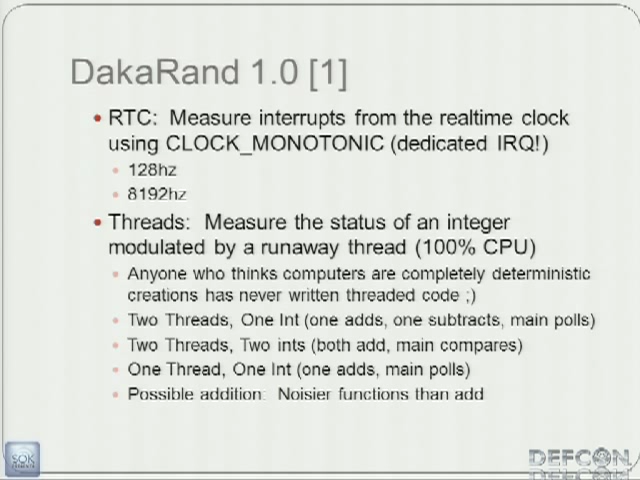 DakaRand 1.0 [1]
RTC: Measure interrupts from the realtime clock
using CLOCK_MONOTONIC (dedicated IRQ!)
128hz
8192hz
Threads: Measure the status of an integer
modulated by a runaway thread (100% CPU)
Anyone who thinks computers are completely deterministic
creations has never written threaded code ;)
Two Threads, One Int (one adds, one subtracts, main polls)
Two Threads, Two ints (both add, main compares)
One Thread, One Int (one adds, main polls)
Possible addition: Noisier functions than add
SOK
DEFCON